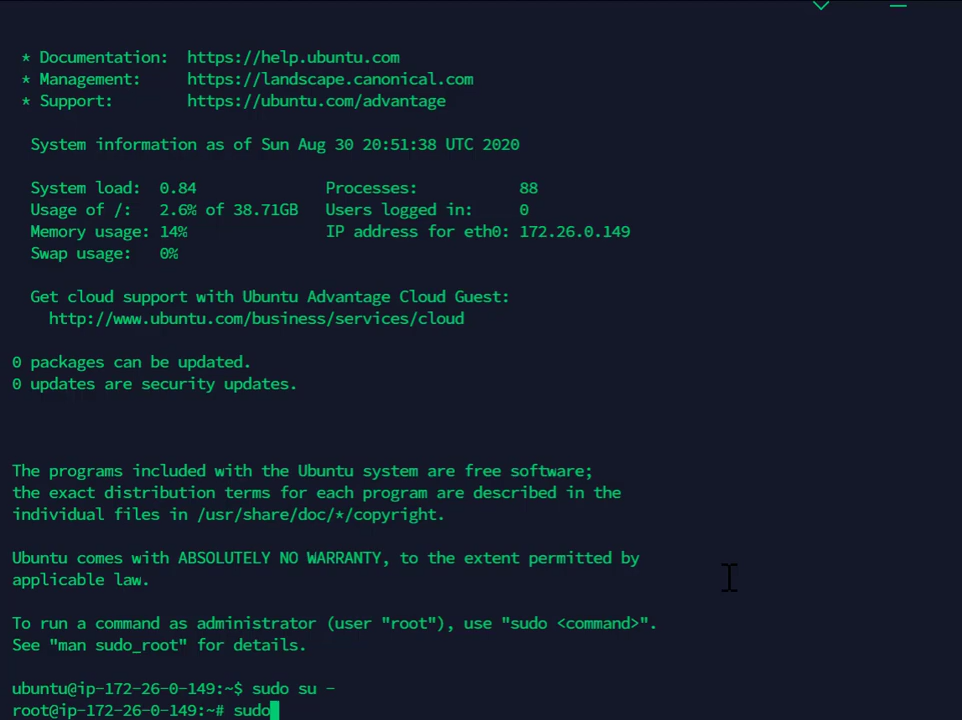 * Documentation:  https://help.ubuntu.com
* Management:     https://landscape.canonical.com
* Support:        https://ubuntu.com/advantage
System information as of Sun Aug 30 20:51:38 UTC 2020
System load:  0.84              Processes:           88
Usage of /:   2.6% of 38.71GB   Users logged in:     0
Memory usage: 14%               IP address for eth0: 172.26.0.149
Swap usage:   0%
Get cloud support with Ubuntu Advantage Cloud Guest:
http://www.ubuntu.com/business/services/cloud
0 packages can be updated.
0 updates are security updates.
The programs included with the Ubuntu system are free software;
the exact distribution terms for each program are described in the
individual files in /usr/share/doc/*/copyright.
Ubuntu comes with ABSOLUTELY NO WARRANTY, to the extent permitted by
applicable law.
To run a command as administrator (user "root"), use "sudo <command>".
See "man sudo_root" for details.
ubuntu@ip-172-26-0-149:~$ sudo su -
root@ip-172-26-0-149:~# sudo